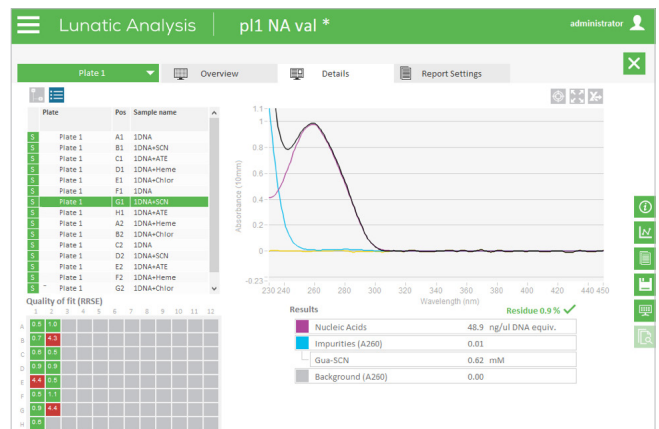 Lunatic Analysis pl1 NA val * administrator
Plate 1 Overview Details Report Settings
Plate Pos Sample name
S Plate 1 A1 1DNA
S Plate 1 B1 1DNA+SCN
S Plate 1 C1 1DNA+ATE
S Plate 1 D1 1DNA+Heme
S Plate 1 E1 1DNA+Chlor
S Plate 1 F1 1DNA
S Plate 1 G1 1DNA+SCN
S Plate 1 H1 1DNA+ATE
S Plate 1 A2 1DNA+Heme
S Plate 1 B2 1DNA+Chlor
S Plate 1 C2 1DNA
S Plate 1 D2 1DNA+SCN
S Plate 1 E2 1DNA+ATE
S Plate 1 F2 1DNA+Heme
S Plate 1 G2 1DNA+Chlor
Quality of fit (RRSE)
1 2 3 4 5 6 7 8 9 10 11 12
A 0.6 1.0
B 0.7 4.3
C 0.6 0.5
D 0.9 0.9
E 4.4 0.6
F 0.6 1.1
G 0.9 4.4
H 0.6
Absorbance (10mm)
1.1
1
0.8
0.6
0.4
0.2
0
-0.23
230 240 260 280 300 320 340 360 380 400 420 440 450
Wavelength (nm)
Results Residue 0.9 %
Nucleic Acids 48.9 ng/ul DNA equiv.
Impurities (A260) 0.01
Gua-SCN 0.62 mM
Background (A260) 0.00